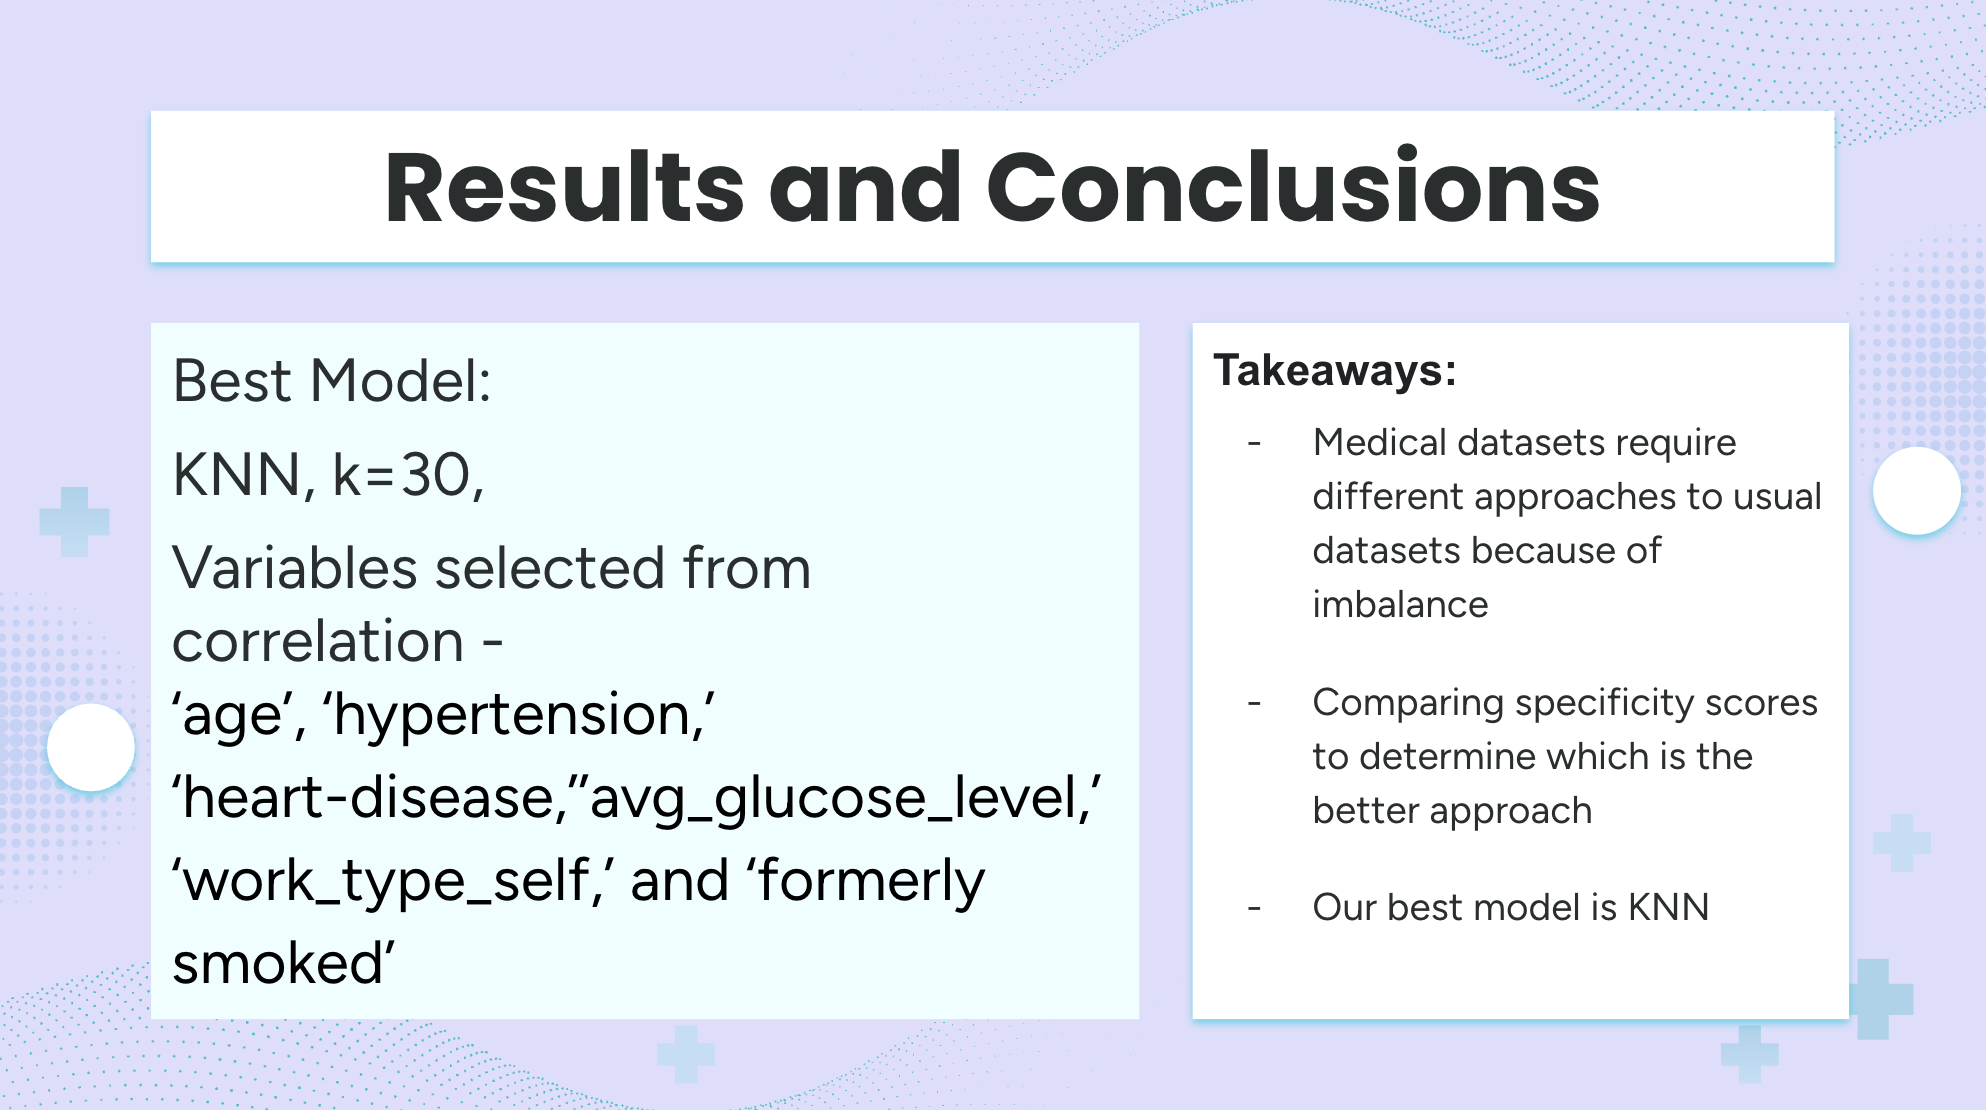 Results and Conclusions
Best Model:
KNN, k=30,
Variables selected from
correlation -
‘age’, ‘hypertension,’
‘heart-disease,’’avg_glucose_level,’
‘work_type_self,’ and ‘formerly
smoked’
Takeaways:
- Medical datasets require
different approaches to usual
datasets because of
imbalance
- Comparing specificity scores
to determine which is the
better approach
- Our best model is KNN